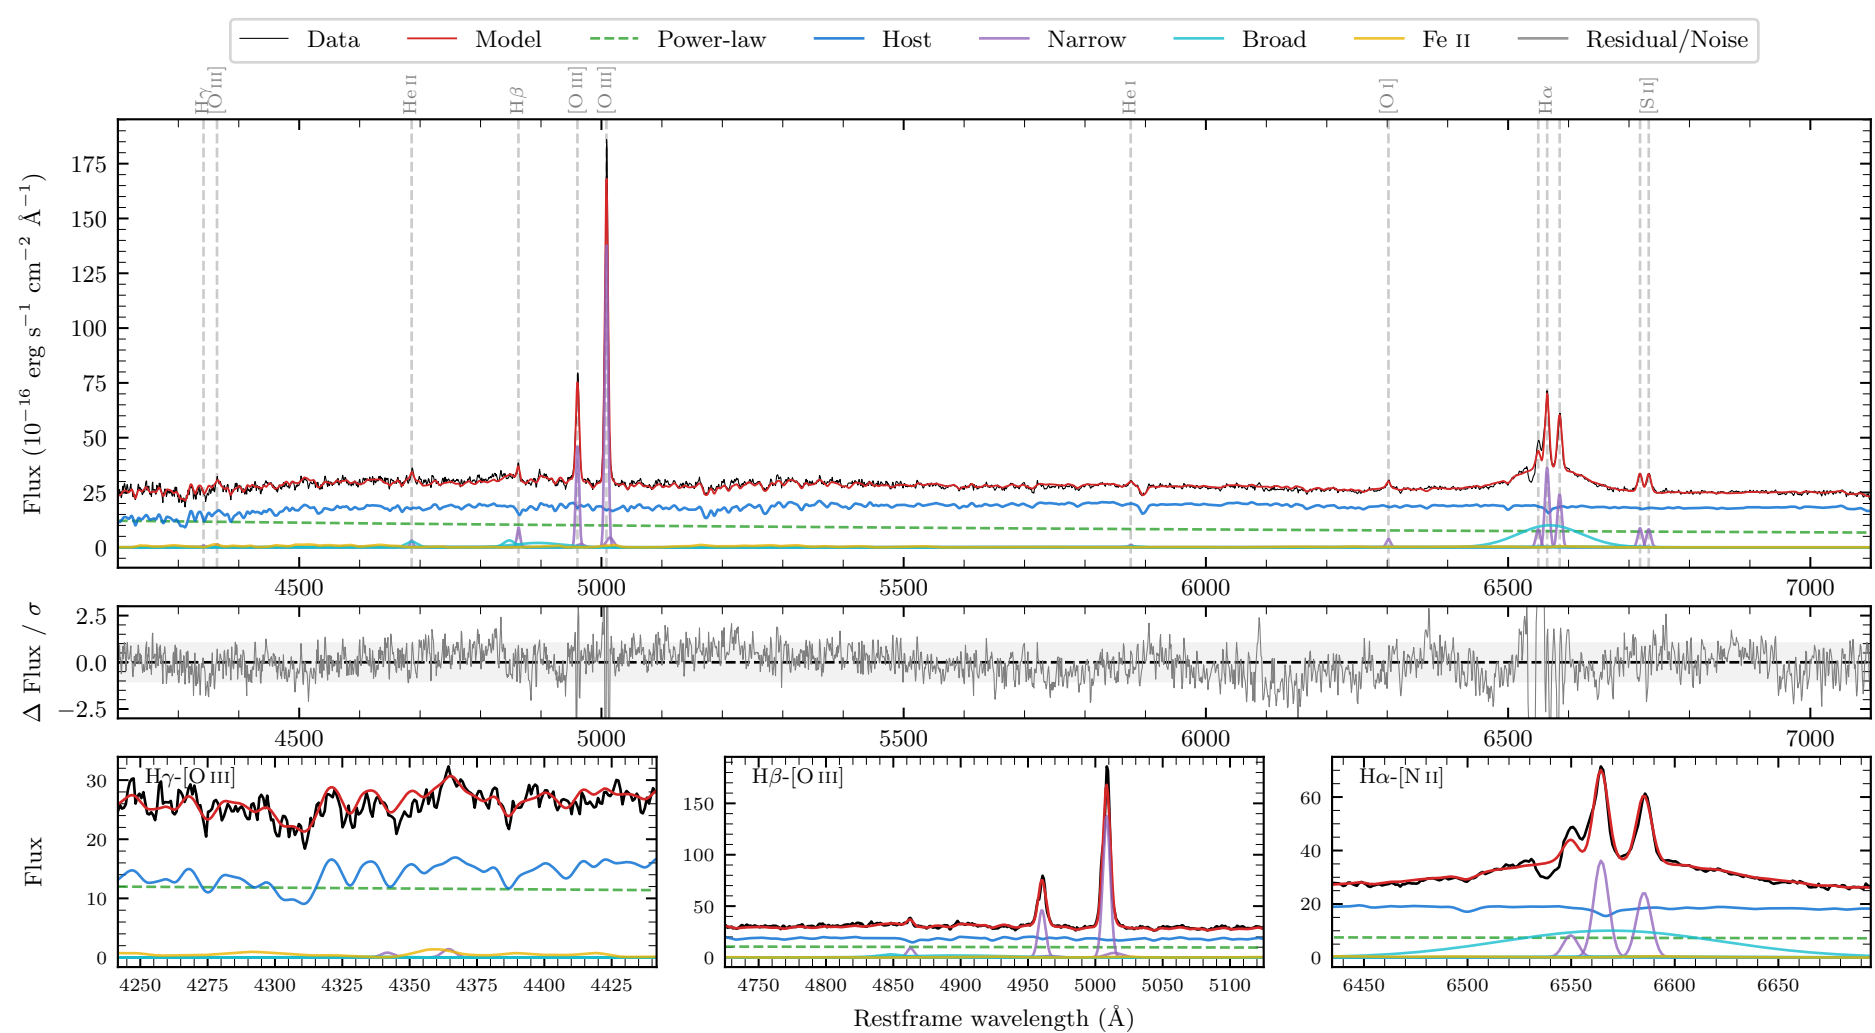 Data Model Power-law Host Narrow Broad Fe II Residual/Noise
Hγ [O III] He II Hβ [O III] [O III] He I [O I] Hα [S II]
Flux (10⁻¹⁶ erg s⁻¹ cm⁻² Å⁻¹)
175
150
125
100
75
50
25
0
4500 5000 5500 6000 6500 7000
Δ Flux / σ
2.5
0.0
−2.5
4500 5000 5500 6000 6500 7000
Flux
Hγ-[O III]
30
20
10
0
4250 4275 4300 4325 4350 4375 4400 4425
Hβ-[O III]
150
100
50
0
4750 4800 4850 4900 4950 5000 5050 5100
Hα-[N II]
60
40
20
0
6450 6500 6550 6600 6650
Restframe wavelength (Å)